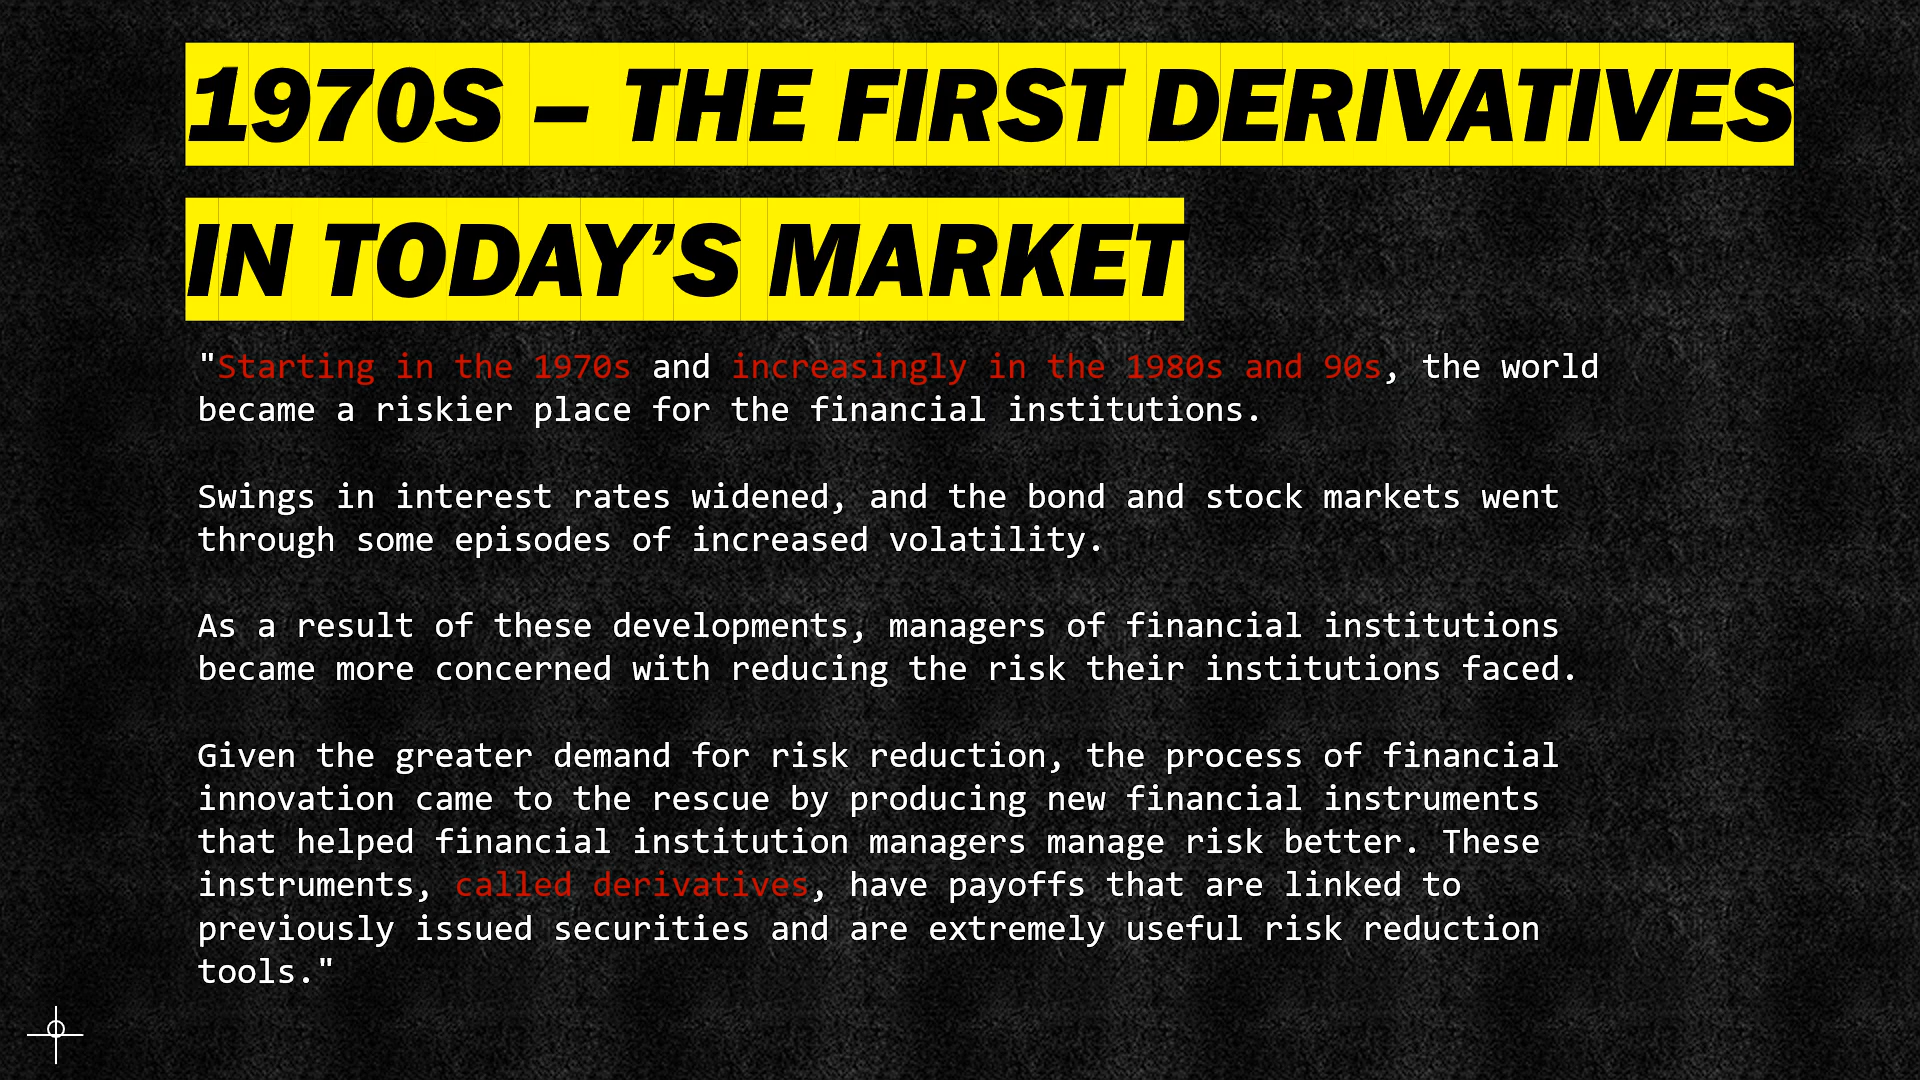 1970S – THE FIRST DERIVATIVES
IN TODAY’S MARKET
"Starting in the 1970s and increasingly in the 1980s and 90s, the world
became a riskier place for the financial institutions.
Swings in interest rates widened, and the bond and stock markets went
through some episodes of increased volatility.
As a result of these developments, managers of financial institutions
became more concerned with reducing the risk their institutions faced.
Given the greater demand for risk reduction, the process of financial
innovation came to the rescue by producing new financial instruments
that helped financial institution managers manage risk better. These
instruments, called derivatives, have payoffs that are linked to
previously issued securities and are extremely useful risk reduction
tools."